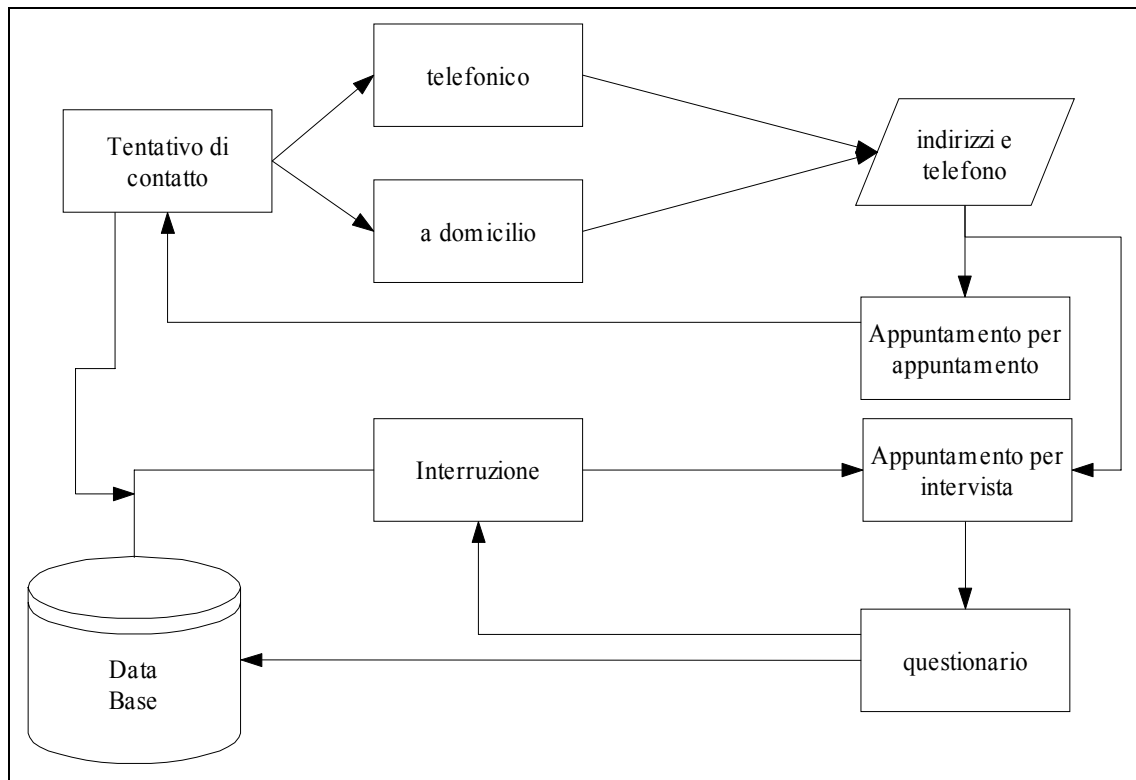 telefonico
Tentativo di
contatto
indirizzi e
telefono
a domicilio
Appuntamento per
appuntamento
Interruzione
Appuntamento per
intervista
Data
Base
questionario